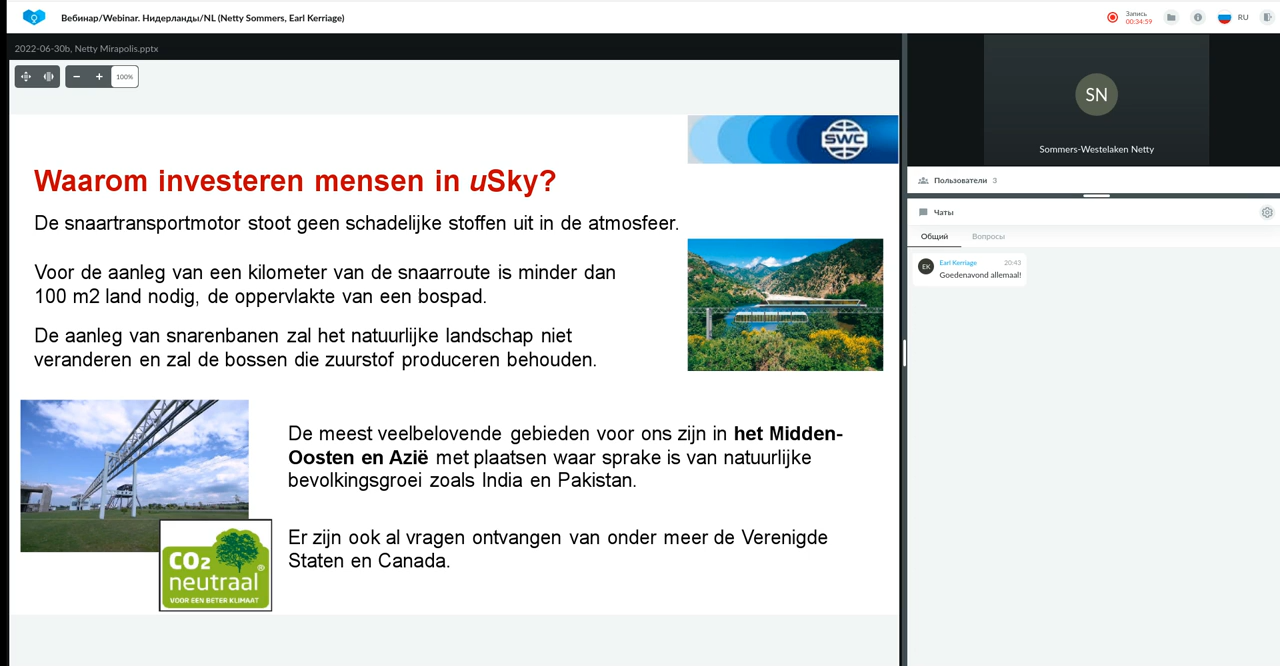 Вебинар/Webinar. Нидерланды/NL (Netty Sommers, Earl Kerriage)
Запись
00:34:59
RU
2022-06-30b, Netty Mirapolis.pptx
100%
SWC
Waarom investeren mensen in uSky?
De snaartransportmotor stoot geen schadelijke stoffen uit in de atmosfeer.
Voor de aanleg van een kilometer van de snaarroute is minder dan
100 m2 land nodig, de oppervlakte van een bospad.
De aanleg van snarenbanen zal het natuurlijke landschap niet
veranderen en zal de bossen die zuurstof produceren behouden.
De meest veelbelovende gebieden voor ons zijn in het Midden-
Oosten en Azië met plaatsen waar sprake is van natuurlijke
bevolkingsgroei zoals India en Pakistan.
Er zijn ook al vragen ontvangen van onder meer de Verenigde
Staten en Canada.
CO2
neutraal®
VOOR EEN BETER KLIMAAT
SN
Sommers-Westelaken Netty
Пользователи 3
Чаты
Общий Вопросы
EK
Earl Kerriage 20:43
Goedenavond allemaal!